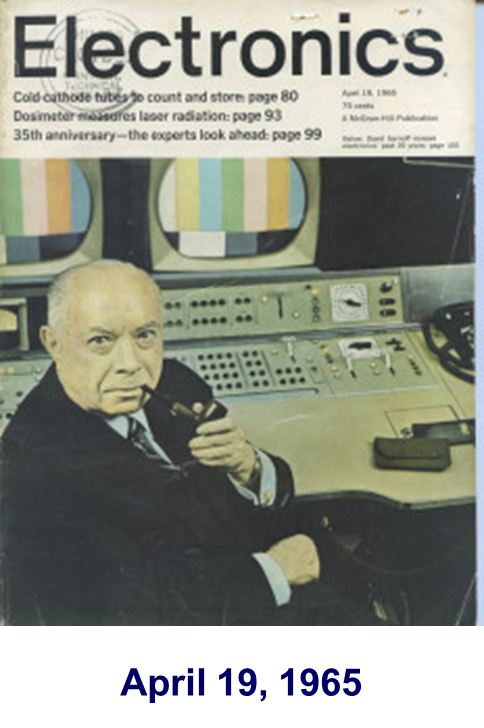 Electronics
Cold-cathode tubes to count and store: page 80
Dosimeter measures laser radiation: page 93
35th anniversary—the experts look ahead: page 99
April 19, 1965
75 cents
A McGraw-Hill Publication
Below: David Sarnoff reviews
electronics' past 35 years: page
TECHNICAL
April 19, 1965